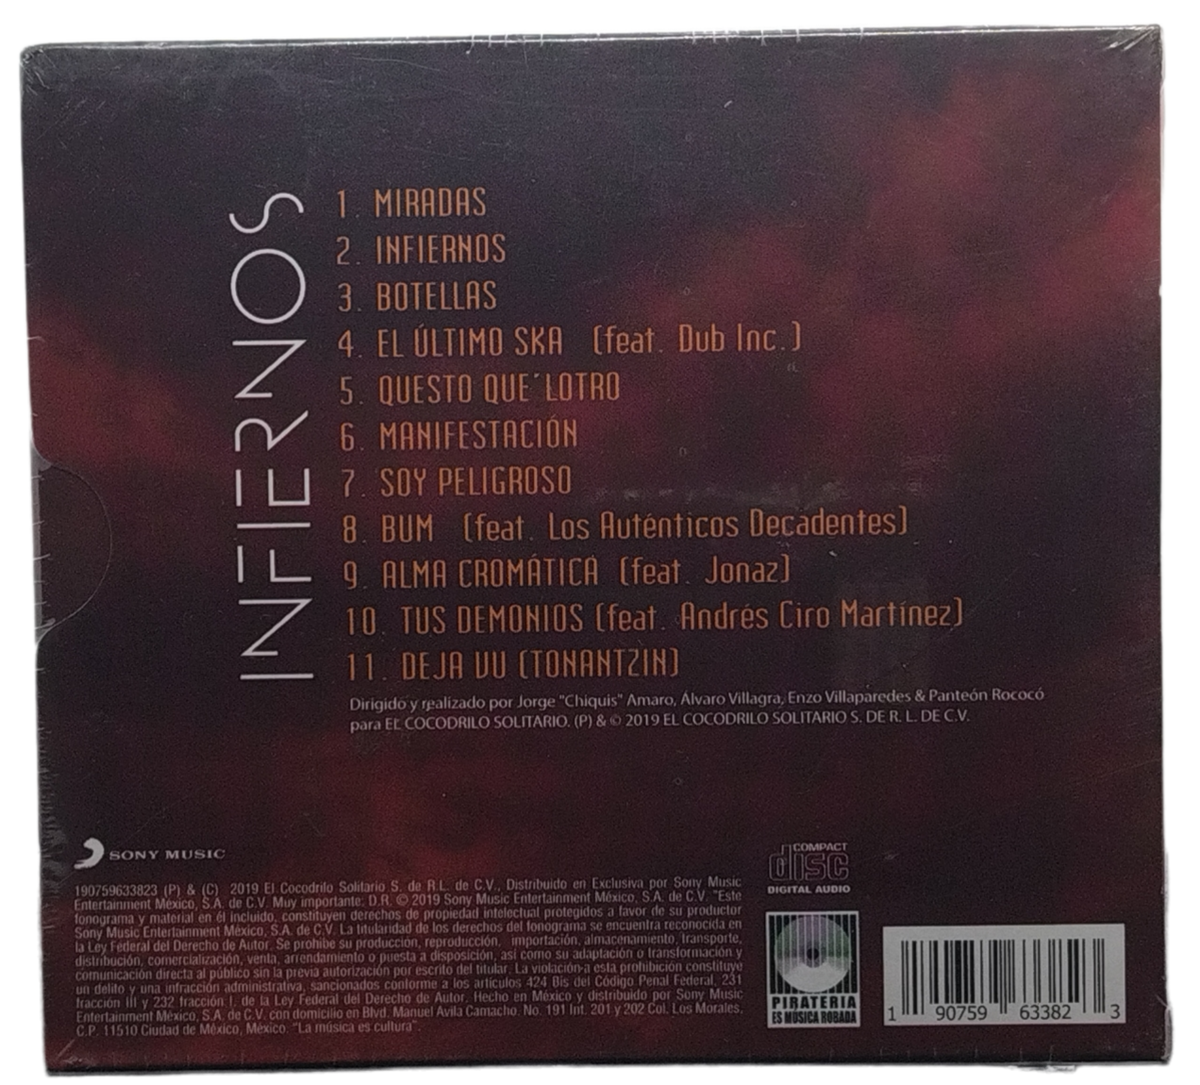 INFIERNOS
1. MIRADAS
2. INFIERNOS
3. BOTELLAS
4. EL ÚLTIMO SKA (feat. Dub Inc.)
5. QUESTO QUE´LOTRO
6. MANIFESTACIÓN
7. SOY PELIGROSO
8. BUM (feat. Los Auténticos Decadentes)
9. ALMA CROMÁTICA (feat. Jonaz)
10. TUS DEMONIOS (feat. Andrés Ciro Martínez)
11. DEJA VU (TONANTZIN)
Dirigido y realizado por Jorge "Chiquis" Amaro, Álvaro Villagra, Enzo Villaparedes & Panteón Rococó
para EL COCODRILO SOLITARIO. (P) & © 2019 EL COCODRILO SOLITARIO S. DE R. L. DE C.V.
SONY MUSIC
190759633823 (P) & (C) 2019 El Cocodrilo Solitario S. de R.L. de C.V., Distribuido en Exclusiva por Sony Music
Entertainment México, S.A. de C.V. Muy importante: D.R. © 2019 Sony Music Entertainment México, S.A. de C.V. "Este
fonograma y material en él incluido, constituyen derechos de propiedad intelectual protegidos a favor de su productor
Sony Music Entertainment México, S.A. de C.V. La titularidad de los derechos del fonograma se encuentra reconocida en
la Ley Federal del Derecho de Autor. Se prohibe su producción, reproducción, importación, almacenamiento, transporte,
distribución, comercialización, venta, arrendamiento o puesta a disposición, así como su adaptación o transformación y
comunicación directa al público sin la previa autorización por escrito del titular. La violación a esta prohibición constituye
un delito y una infracción administrativa, sancionados conforme a los artículos 424 Bis del Código Penal Federal, 231
fracción III y 232 fracción I. de la Ley Federal del Derecho de Autor. Hecho en México y distribuido por Sony Music
Entertainment México, S.A. de C.V. con domicilio en Blvd. Manuel Avila Camacho. No. 191 Int. 201 y 202 Col. Los Morales,
C.P. 11510 Ciudad de México, México. "La música es cultura".
COMPACT
disc
DIGITAL AUDIO
PIRATERIA
ES MUSICA ROBADA
1 90759 63382 3